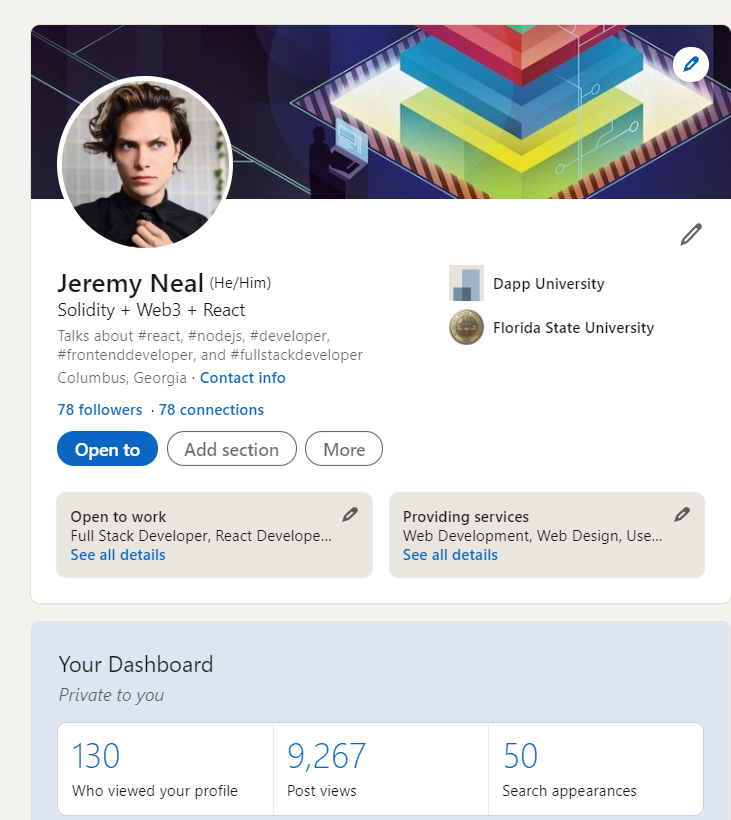 Jeremy Neal (He/Him)
Solidity + Web3 + React
Talks about #react, #nodejs, #developer,
#frontenddeveloper, and #fullstackdeveloper
Columbus, Georgia · Contact info
78 followers · 78 connections
Open to
Add section
More
Dapp University
Florida State University
Open to work
Full Stack Developer, React Develope...
See all details
Providing services
Web Development, Web Design, Use...
See all details
Your Dashboard
Private to you
130
Who viewed your profile
9,267
Post views
50
Search appearances